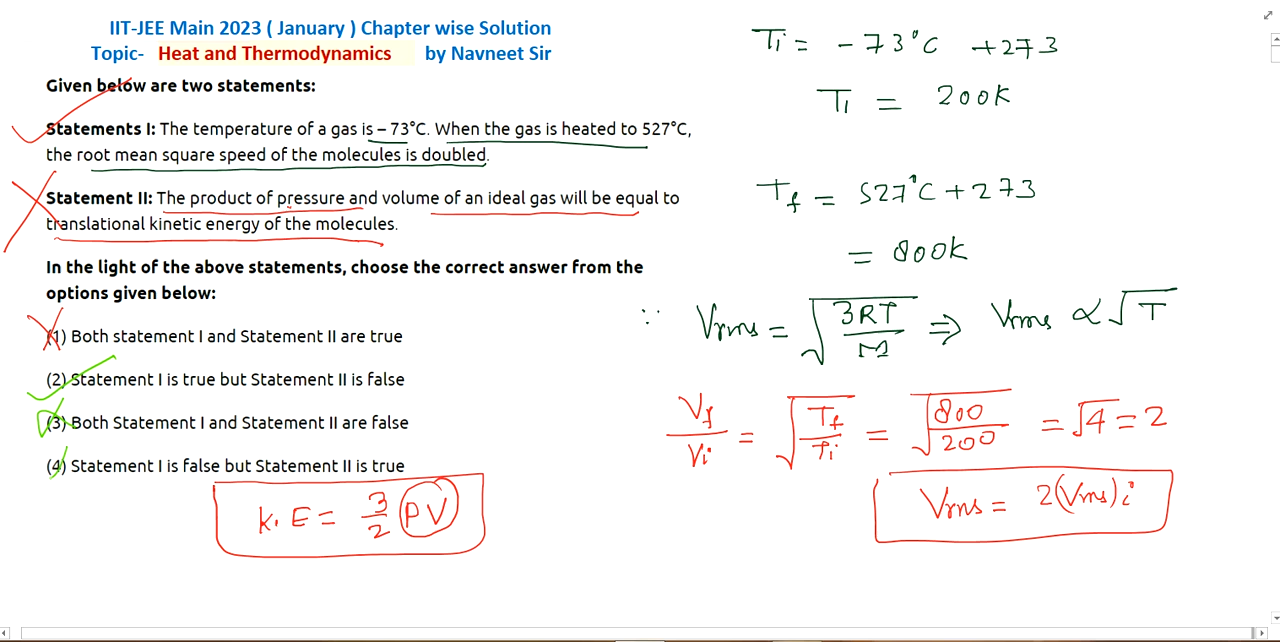 IIT-JEE Main 2023 ( January ) Chapter wise Solution
Topic- Heat and Thermodynamics by Navneet Sir
Given below are two statements:
Statements I: The temperature of a gas is – 73°C. When the gas is heated to 527°C,
the root mean square speed of the molecules is doubled.
Statement II: The product of pressure and volume of an ideal gas will be equal to
translational kinetic energy of the molecules.
In the light of the above statements, choose the correct answer from the
options given below:
(1) Both statement I and Statement II are true
(2) Statement I is true but Statement II is false
(3) Both Statement I and Statement II are false
(4) Statement I is false but Statement II is true
K.E = 3/2 PV
Ti = -73°C +273
Ti = 200K
Tf = 527°C + 273
= 800K
∵ Vrms = √(3RT/M) ⇒ Vrms ∝ √T
Vf/Vi = √(Tf/Ti) = √(800/200) = √4 = 2
Vrms = 2(Vrms)i